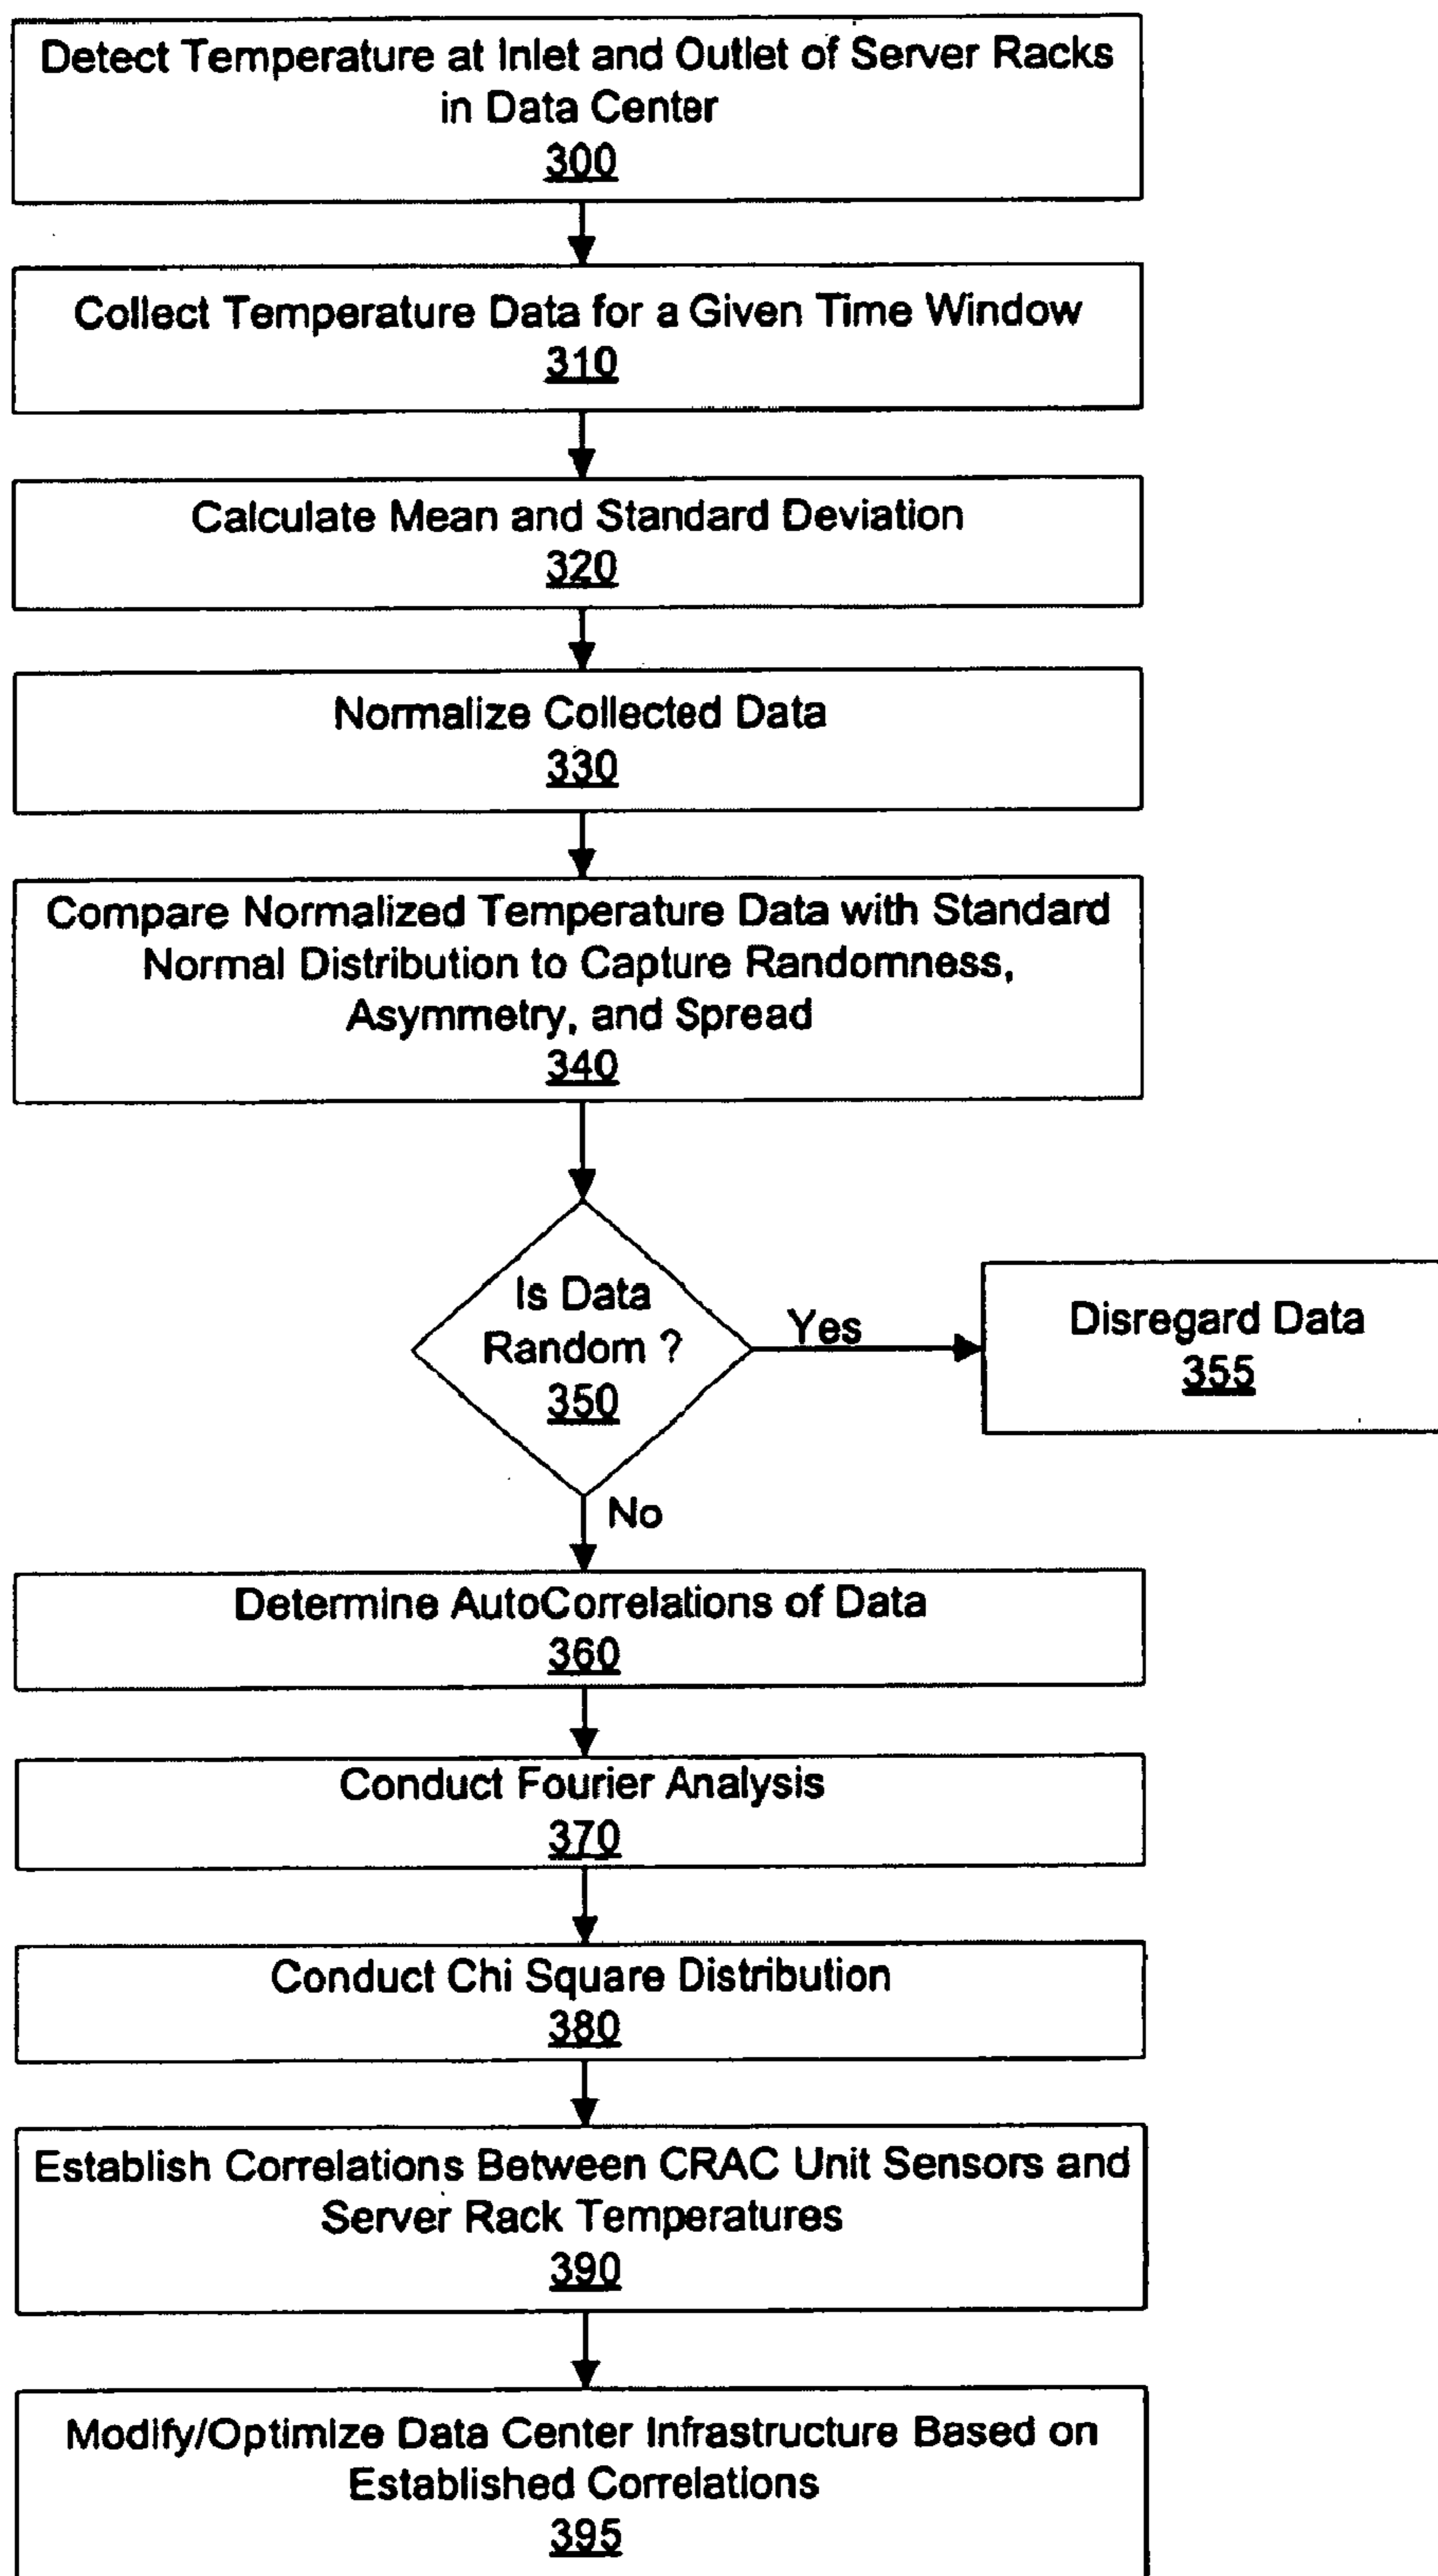 Detect Temperature at Inlet and Outlet of Server Racks
in Data Center
300
Collect Temperature Data for a Given Time Window
310
Calculate Mean and Standard Deviation
320
Normalize Collected Data
330
Compare Normalized Temperature Data with Standard
Normal Distribution to Capture Randomness,
Asymmetry, and Spread
340
Is Data
Random ?
350
Yes
Disregard Data
355
No
Determine AutoCorrelations of Data
360
Conduct Fourier Analysis
370
Conduct Chi Square Distribution
380
Establish Correlations Between CRAC Unit Sensors and
Server Rack Temperatures
390
Modify/Optimize Data Center Infrastructure Based on
Established Correlations
395